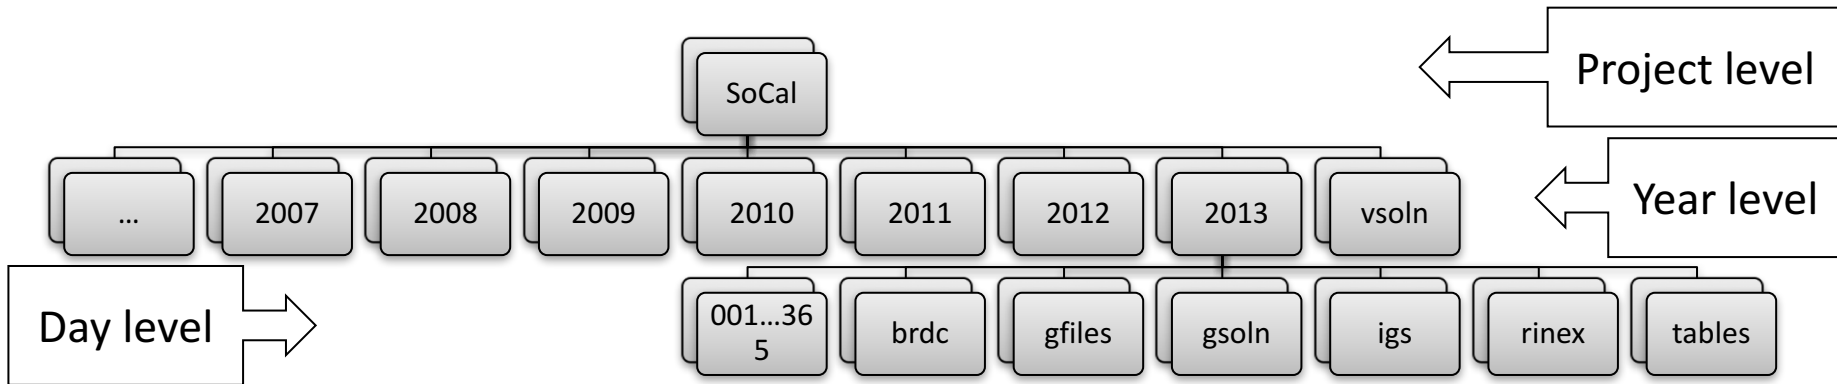 SoCal
Project level
...
2007
2008
2009
2010
2011
2012
2013
vsoln
Year level
Day level
001...36
5
brdc
gfiles
gsoln
igs
rinex
tables